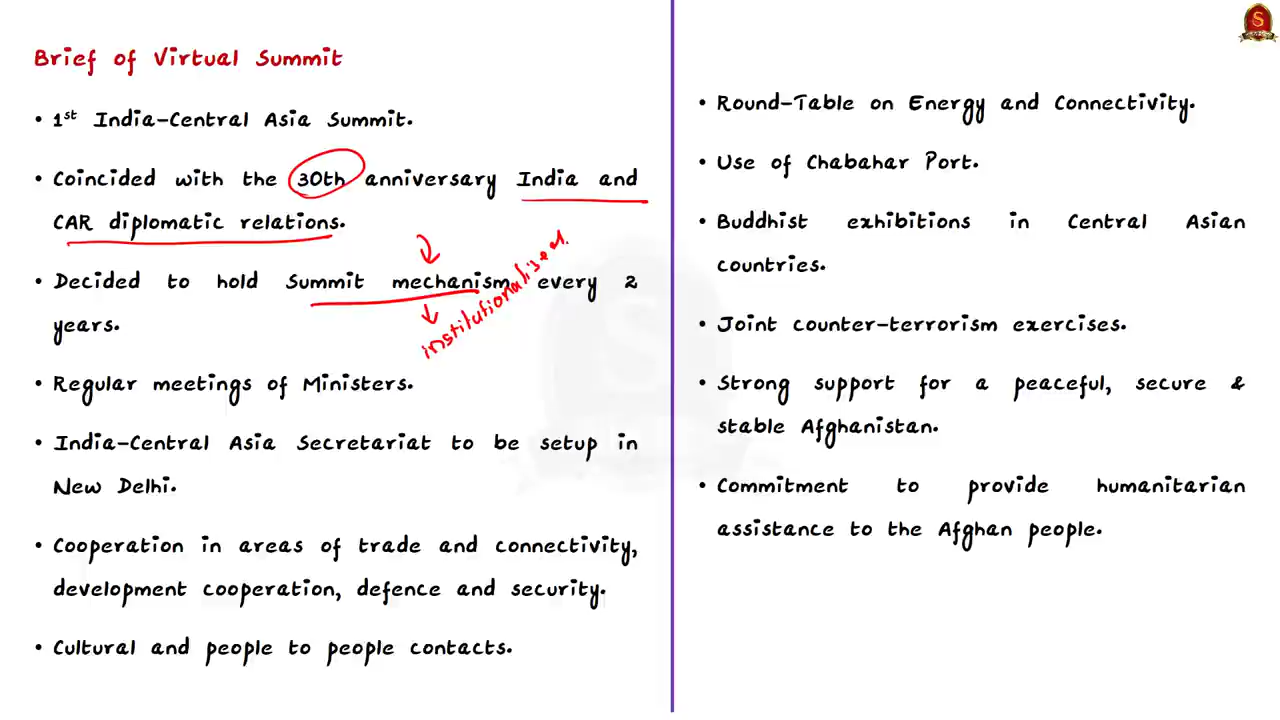 Brief of Virtual Summit
• 1st India-Central Asia Summit.
• Coincided with the 30th anniversary India and
CAR diplomatic relations.
• Decided to hold Summit mechanism every 2
years.
institutionalised.
• Regular meetings of Ministers.
• India-Central Asia Secretariat to be setup in
New Delhi.
• Cooperation in areas of trade and connectivity,
development cooperation, defence and security.
• Cultural and people to people contacts.
• Round-Table on Energy and Connectivity.
• Use of Chabahar Port.
• Buddhist exhibitions in Central Asian
countries.
• Joint counter-terrorism exercises.
• Strong support for a peaceful, secure &
stable Afghanistan.
• Commitment to provide humanitarian
assistance to the Afghan people.
S